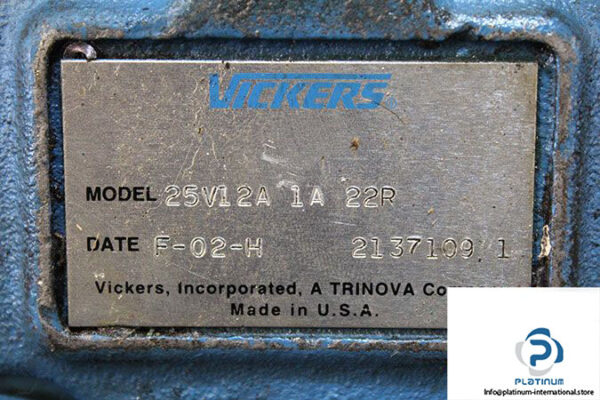 VICKERS®
MODEL 25V12A 1A 22R
DATE F-02-H 2137109/1
Vickers, Incorporated, A TRINOVA
Made in U.S.A.
PLATINUM
Info@platinum-international.store